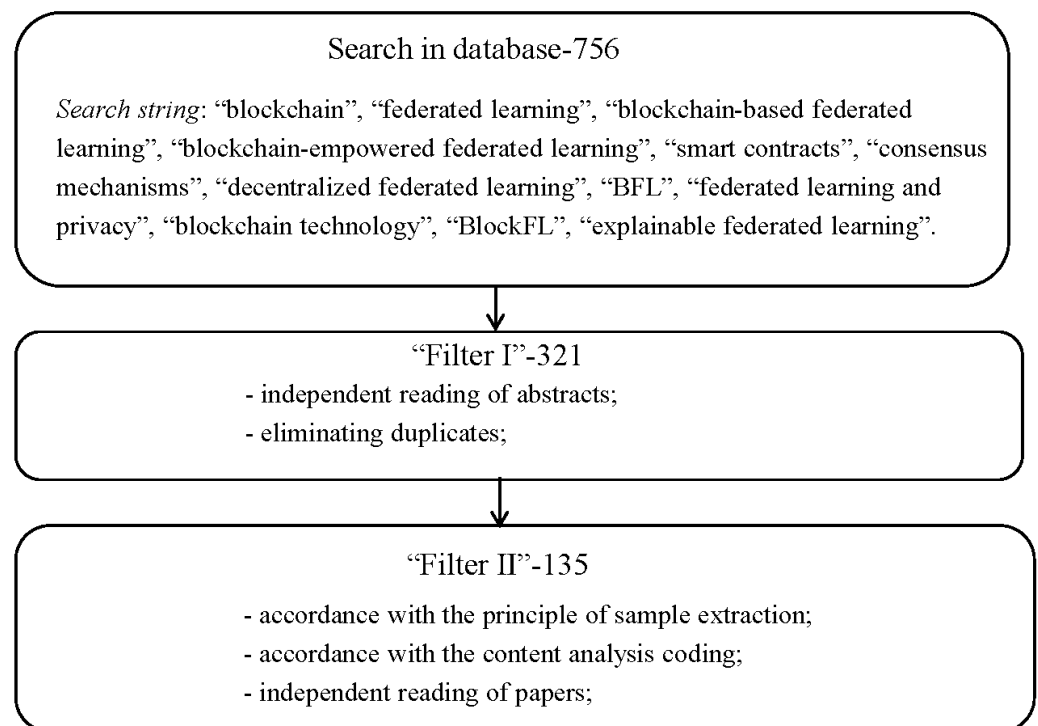 Search in database-756
Search string: “blockchain”, “federated learning”, “blockchain-based federated
learning”, “blockchain-empowered federated learning”, “smart contracts”, “consensus
mechanisms”, “decentralized federated learning”, “BFL”, “federated learning and
privacy”, “blockchain technology”, “BlockFL”, “explainable federated learning”.
“Filter I”-321
- independent reading of abstracts;
- eliminating duplicates;
“Filter II”-135
- accordance with the principle of sample extraction;
- accordance with the content analysis coding;
- independent reading of papers;